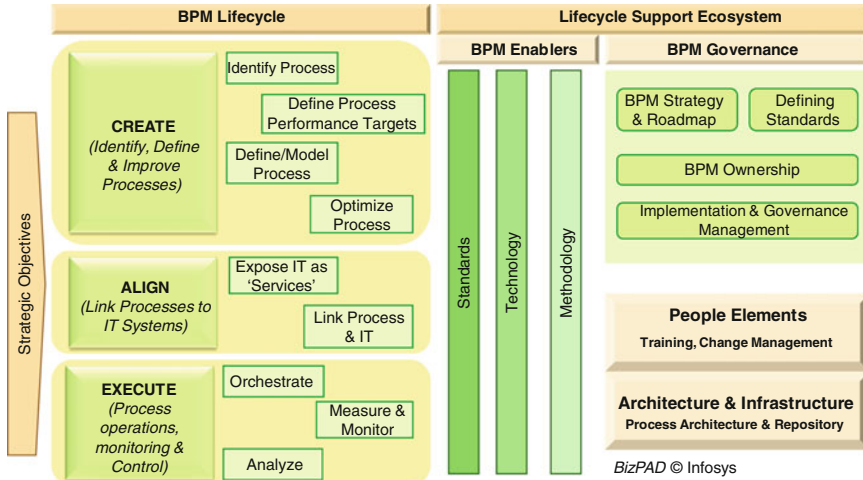 BPM Lifecycle
Lifecycle Support Ecosystem
BPM Enablers
BPM Governance
Strategic Objectives
CREATE
(Identify, Define
& Improve
Processes)
Identify Process
Define Process
Performance Targets
Define/Model
Process
Optimize
Process
ALIGN
(Link Processes to
IT Systems)
Expose IT as
‘Services’
Link Process
& IT
EXECUTE
(Process
operations,
monitoring &
Control)
Orchestrate
Measure &
Monitor
Analyze
Standards
Technology
Methodology
BPM Strategy
& Roadmap
Defining
Standards
BPM Ownership
Implementation & Governance
Management
People Elements
Training, Change Management
Architecture & Infrastructure
Process Architecture & Repository
BizPAD © Infosys